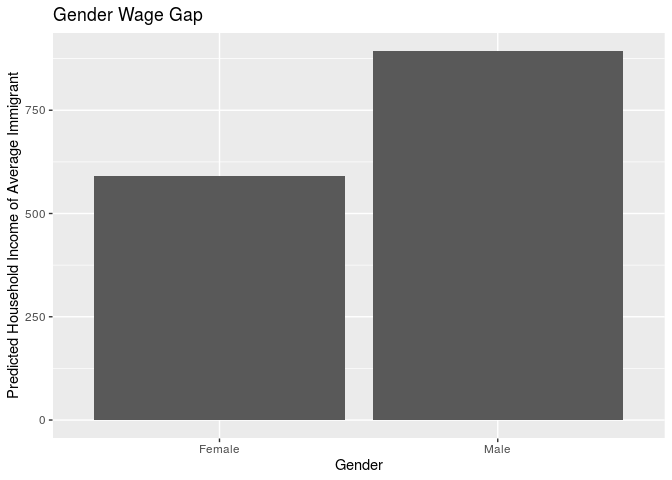 Gender Wage Gap
Predicted Household Income of Average Immigrant
750
500
250
0
Female Male
Gender